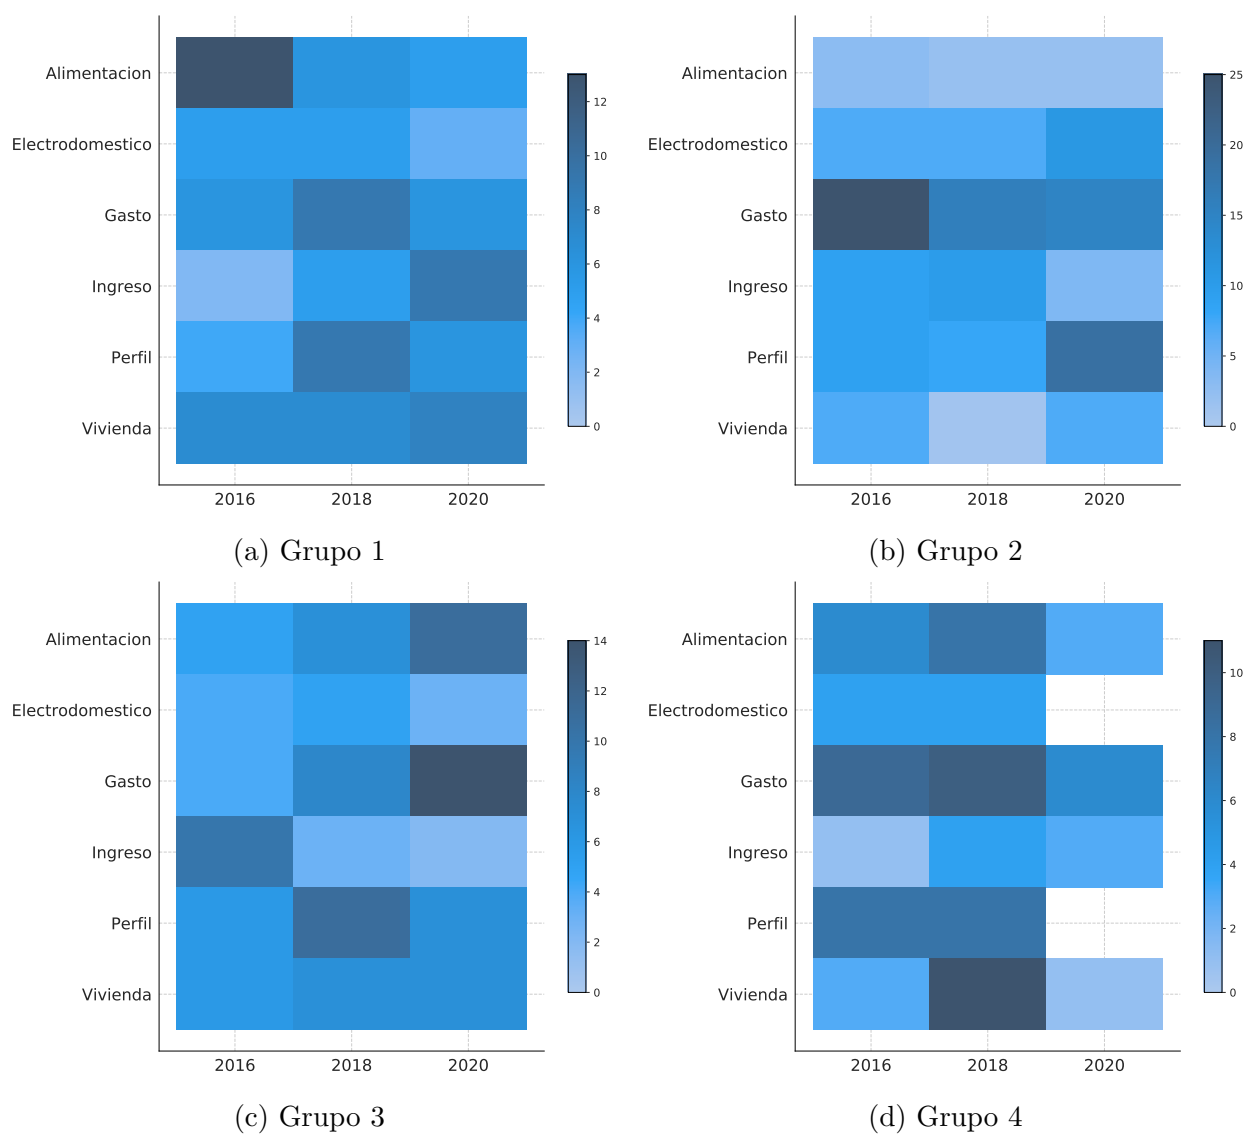 Alimentacion
Electrodomestico
Gasto
Ingreso
Perfil
Vivienda
2016 2018 2020
12
10
8
6
4
2
0
(a) Grupo 1
Alimentacion
Electrodomestico
Gasto
Ingreso
Perfil
Vivienda
2016 2018 2020
25
20
15
10
5
0
(b) Grupo 2
Alimentacion
Electrodomestico
Gasto
Ingreso
Perfil
Vivienda
2016 2018 2020
14
12
10
8
6
4
2
0
(c) Grupo 3
Alimentacion
Electrodomestico
Gasto
Ingreso
Perfil
Vivienda
2016 2018 2020
10
8
6
4
2
0
(d) Grupo 4